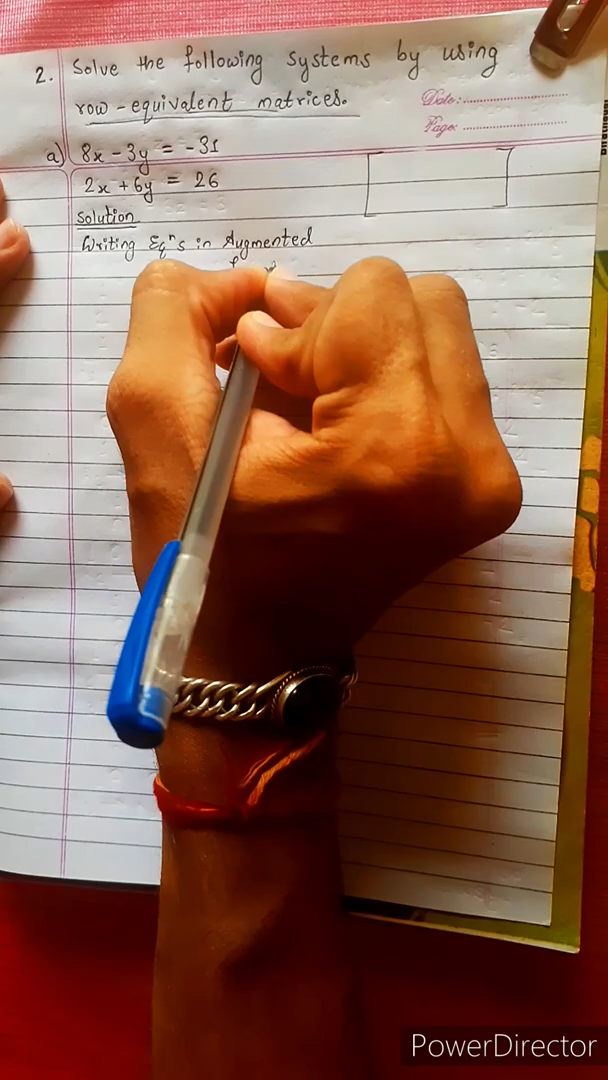 2. Solve the following systems by using
row-equivalent matrices.
Date:
Page:
a) 8x - 3y = -31
2x + 6y = 26
Solution
Writing Eqⁿs in Augmented
PowerDirector